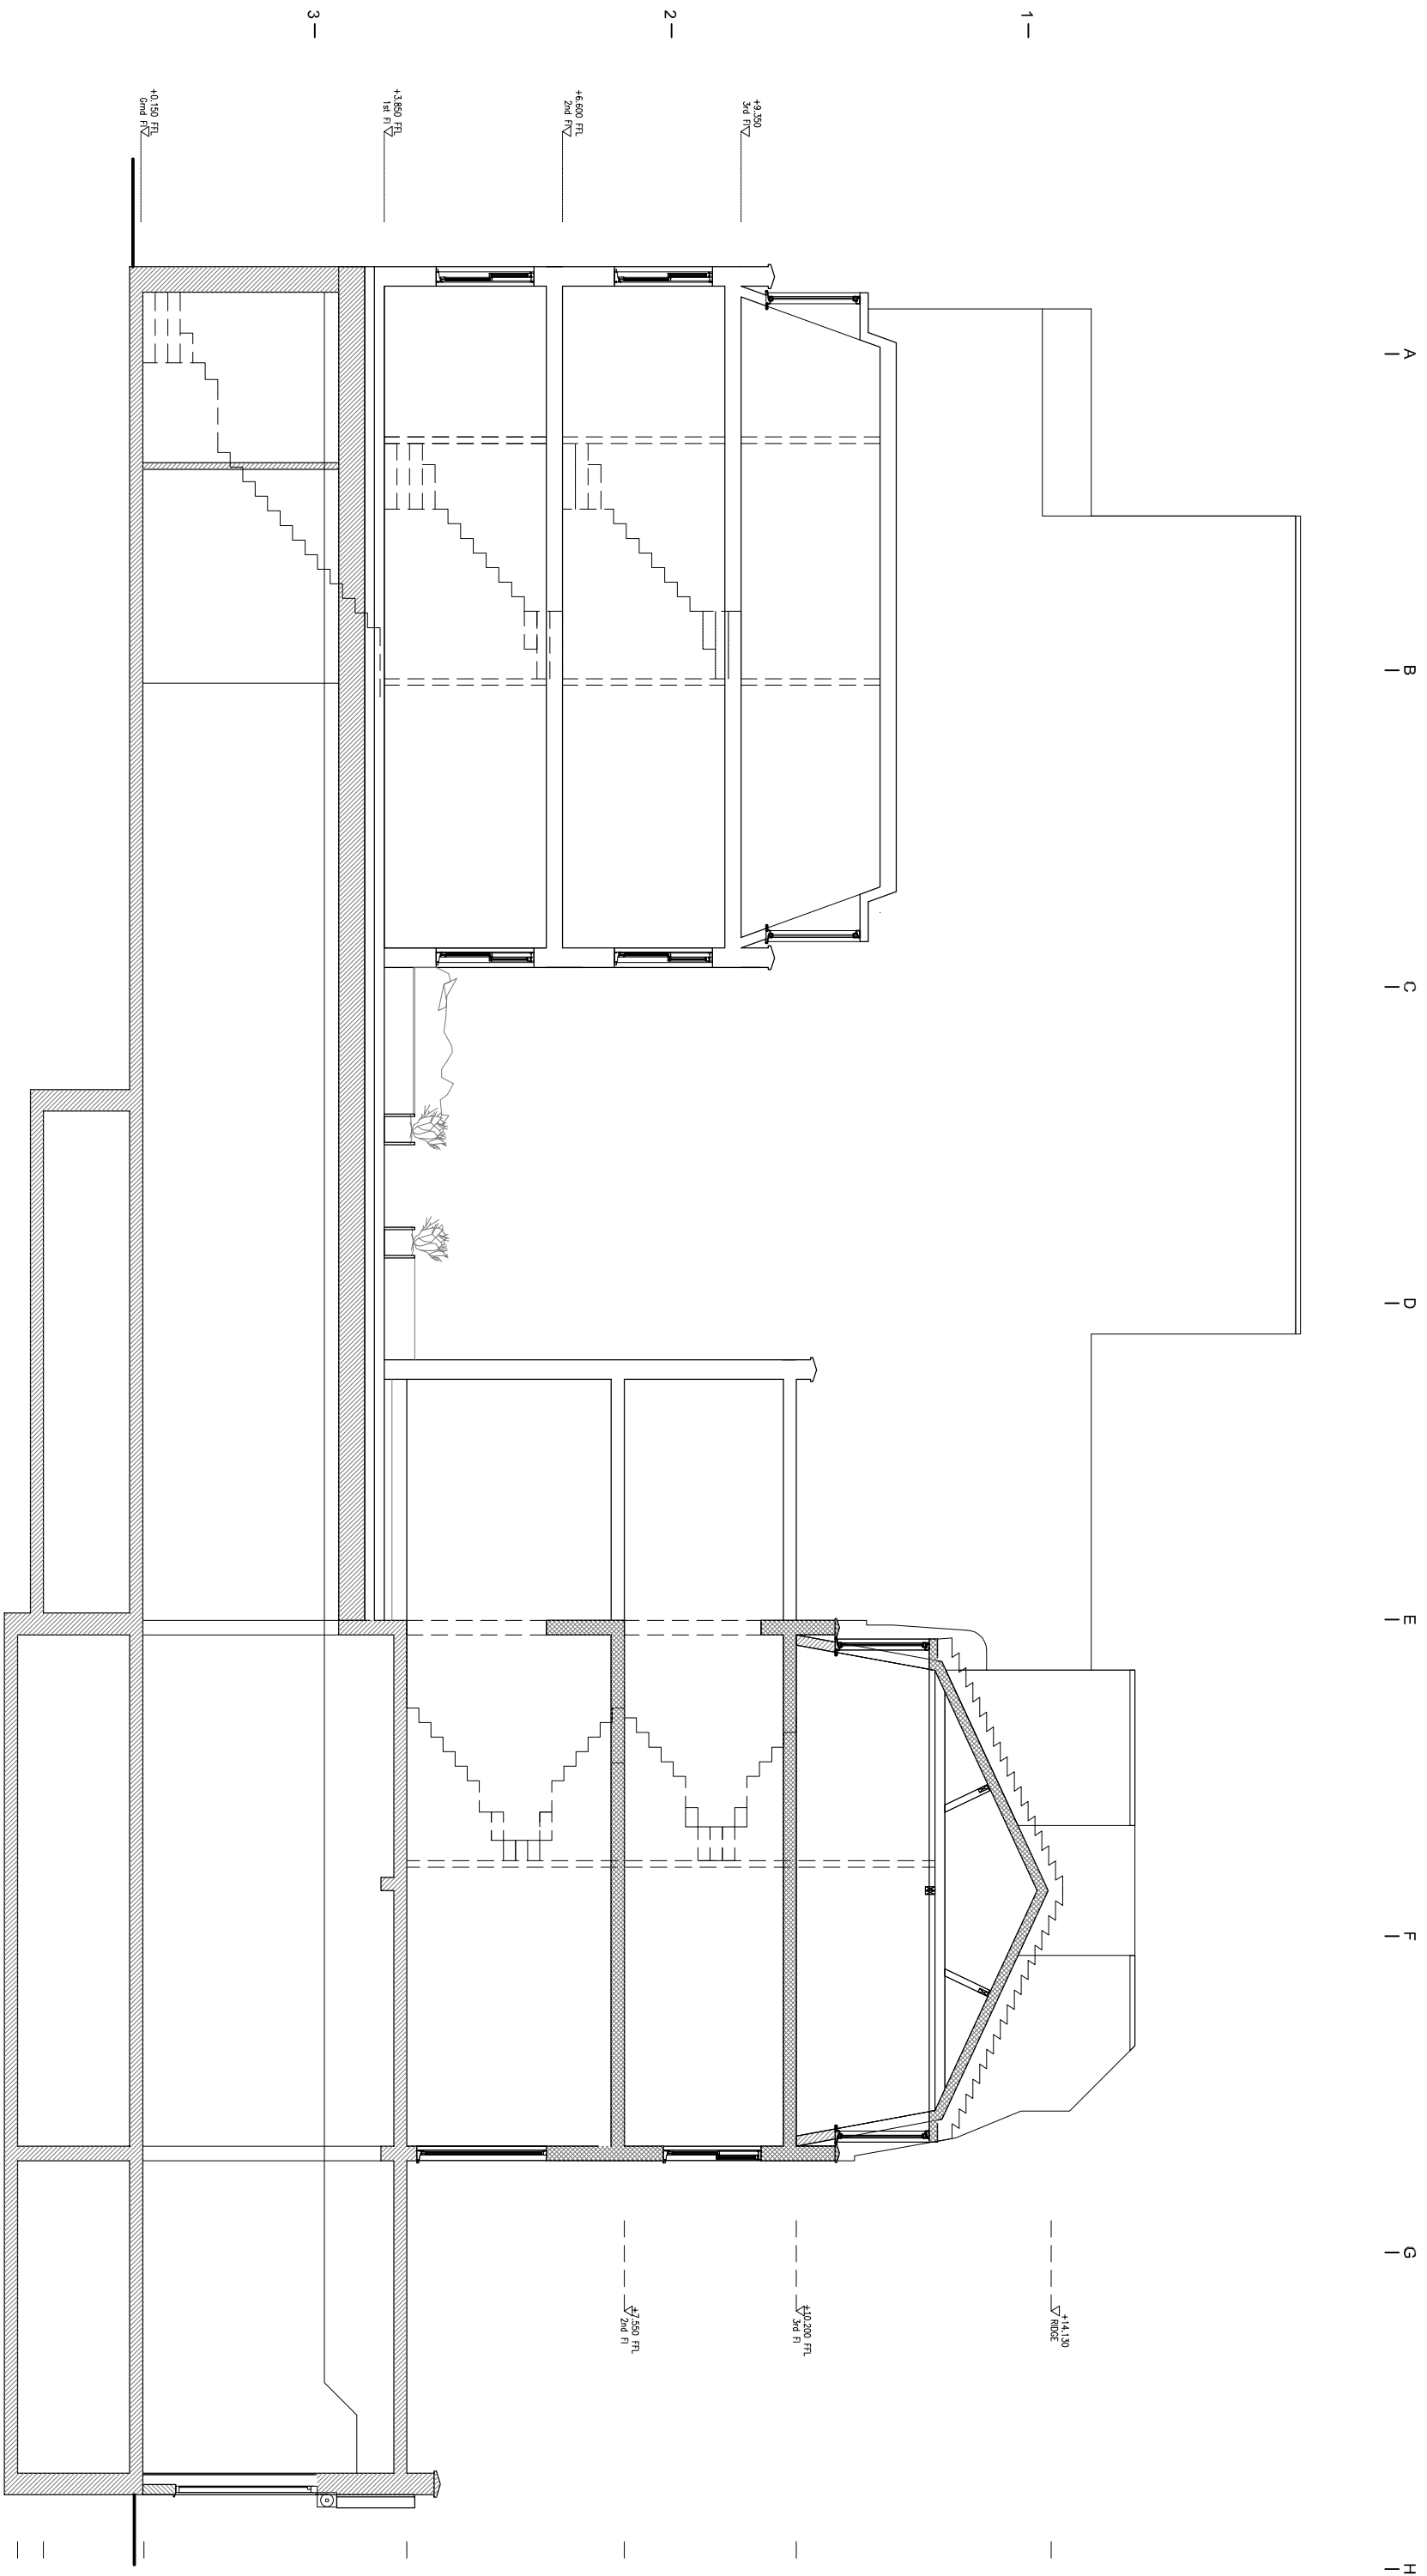 A
B
C
D
E
F
G
H
1
2
3
+9.350
3rd Fl
+6.600 FFL
2nd Fl
+3.850 FFL
1st Fl
+0.150 FFL
Grnd Fl
+14.130
RIDGE
+10.200 FFL
3rd Fl
+7.550 FFL
2nd Fl